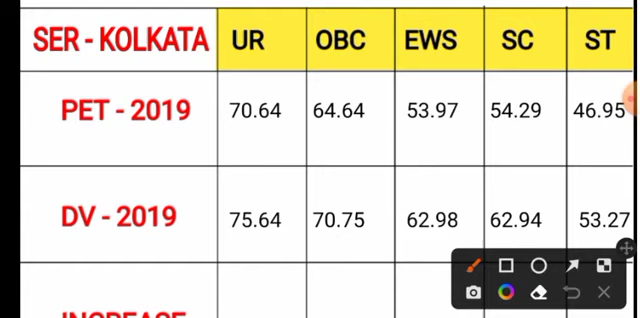 SER - KOLKATA UR OBC EWS SC ST
PET - 2019 70.64 64.64 53.97 54.29 46.95
DV - 2019 75.64 70.75 62.98 62.94 53.27
INCREASE